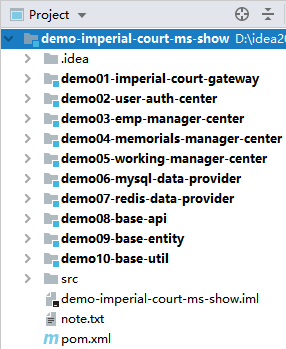 Project
demo-imperial-court-ms-show D:\idea20
.idea
demo01-imperial-court-gateway
demo02-user-auth-center
demo03-emp-manager-center
demo04-memorials-manager-center
demo05-working-manager-center
demo06-mysql-data-provider
demo07-redis-data-provider
demo08-base-api
demo09-base-entity
demo10-base-util
src
demo-imperial-court-ms-show.iml
note.txt
pom.xml